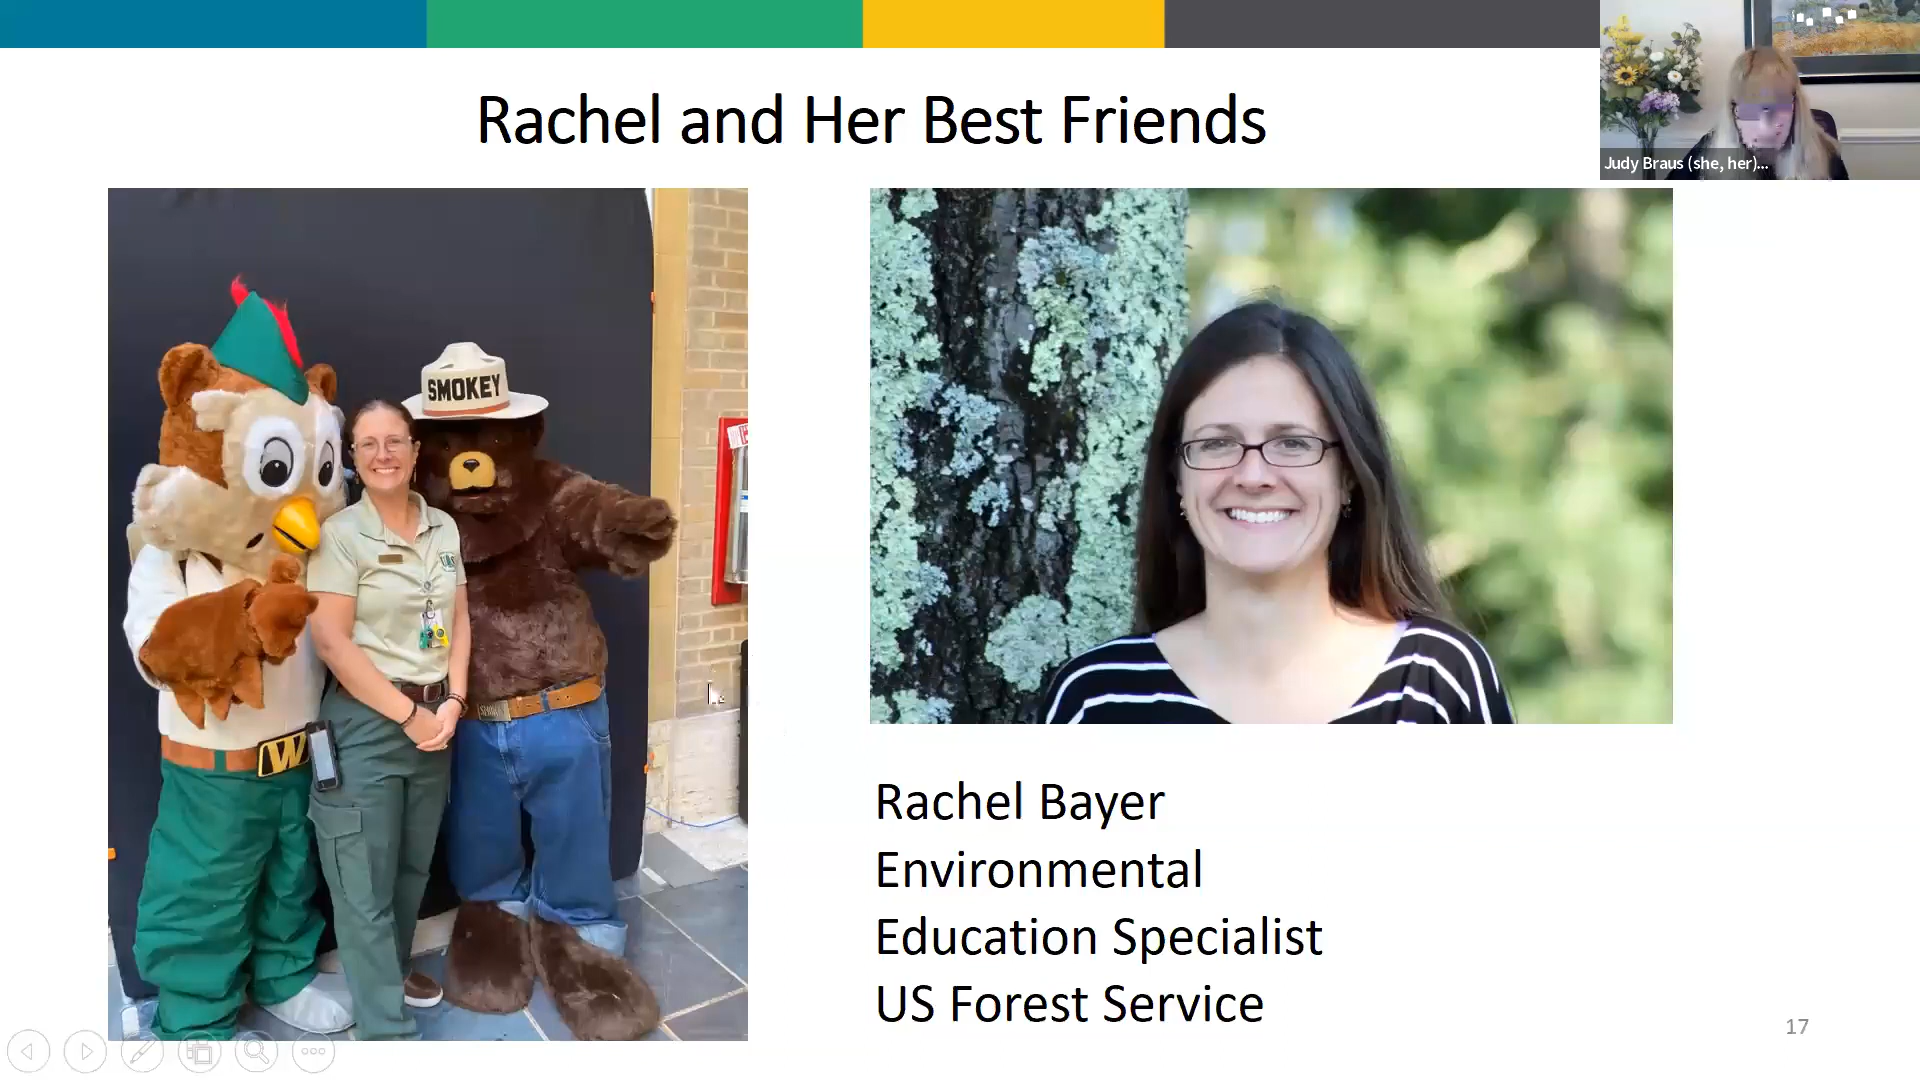 Rachel and Her Best Friends
Judy Braus (she, her)...
SMOKEY
W
Rachel Bayer
Environmental
Education Specialist
US Forest Service
17